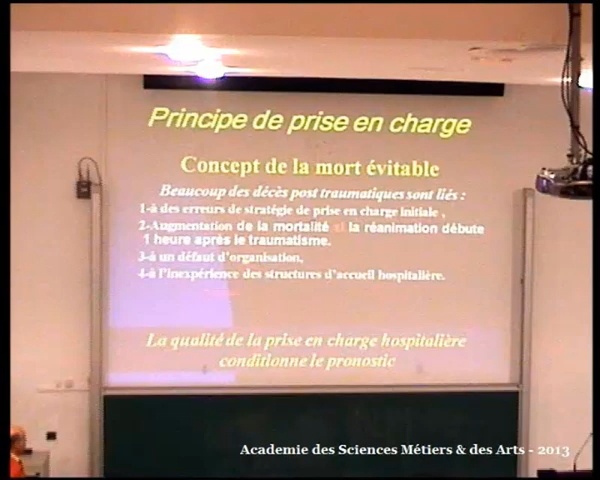 Principe de prise en charge
Concept de la mort évitable
Beaucoup des décès post traumatiques sont liés :
1-à des erreurs de stratégie de prise en charge initiale ,
2-Augmentation de la mortalité si la réanimation débute
1 heure après le traumatisme.
3-à un défaut d'organisation,
4-à l'inexpérience des structures d'accueil hospitalière.
La qualité de la prise en charge hospitalière
conditionne le pronostic
Academie des Sciences Métiers & des Arts - 2013